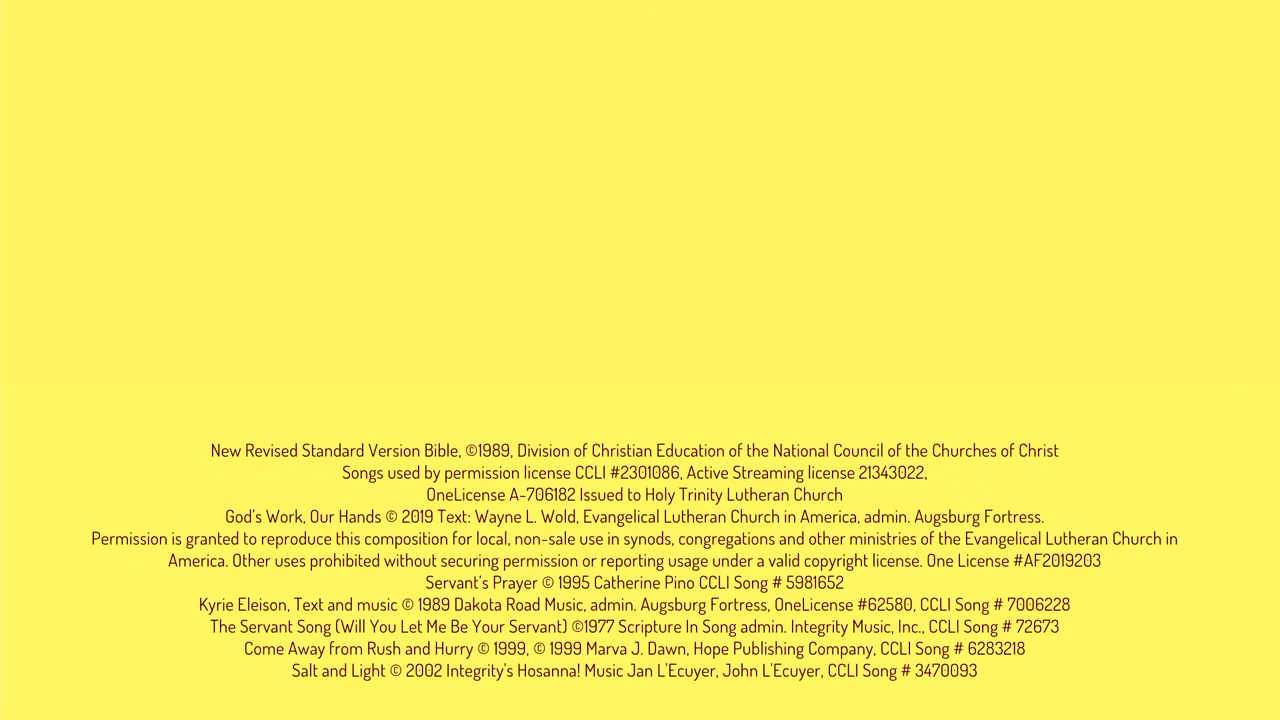 New Revised Standard Version Bible, ©1989, Division of Christian Education of the National Council of the Churches of Christ
Songs used by permission license CCLI #2301086, Active Streaming license 21343022,
OneLicense A-706182 Issued to Holy Trinity Lutheran Church
God's Work, Our Hands © 2019 Text: Wayne L. Wold, Evangelical Lutheran Church in America, admin. Augsburg Fortress.
Permission is granted to reproduce this composition for local, non-sale use in synods, congregations and other ministries of the Evangelical Lutheran Church in
America. Other uses prohibited without securing permission or reporting usage under a valid copyright license. One License #AF2019203
Servant's Prayer © 1995 Catherine Pino CCLI Song # 5981652
Kyrie Eleison, Text and music © 1989 Dakota Road Music, admin. Augsburg Fortress, OneLicense #62580, CCLI Song # 7006228
The Servant Song (Will You Let Me Be Your Servant) ©1977 Scripture In Song admin. Integrity Music, Inc., CCLI Song # 72673
Come Away from Rush and Hurry © 1999, © 1999 Marva J. Dawn, Hope Publishing Company, CCLI Song # 6283218
Salt and Light © 2002 Integrity's Hosanna! Music Jan L'Ecuyer, John L'Ecuyer, CCLI Song # 3470093